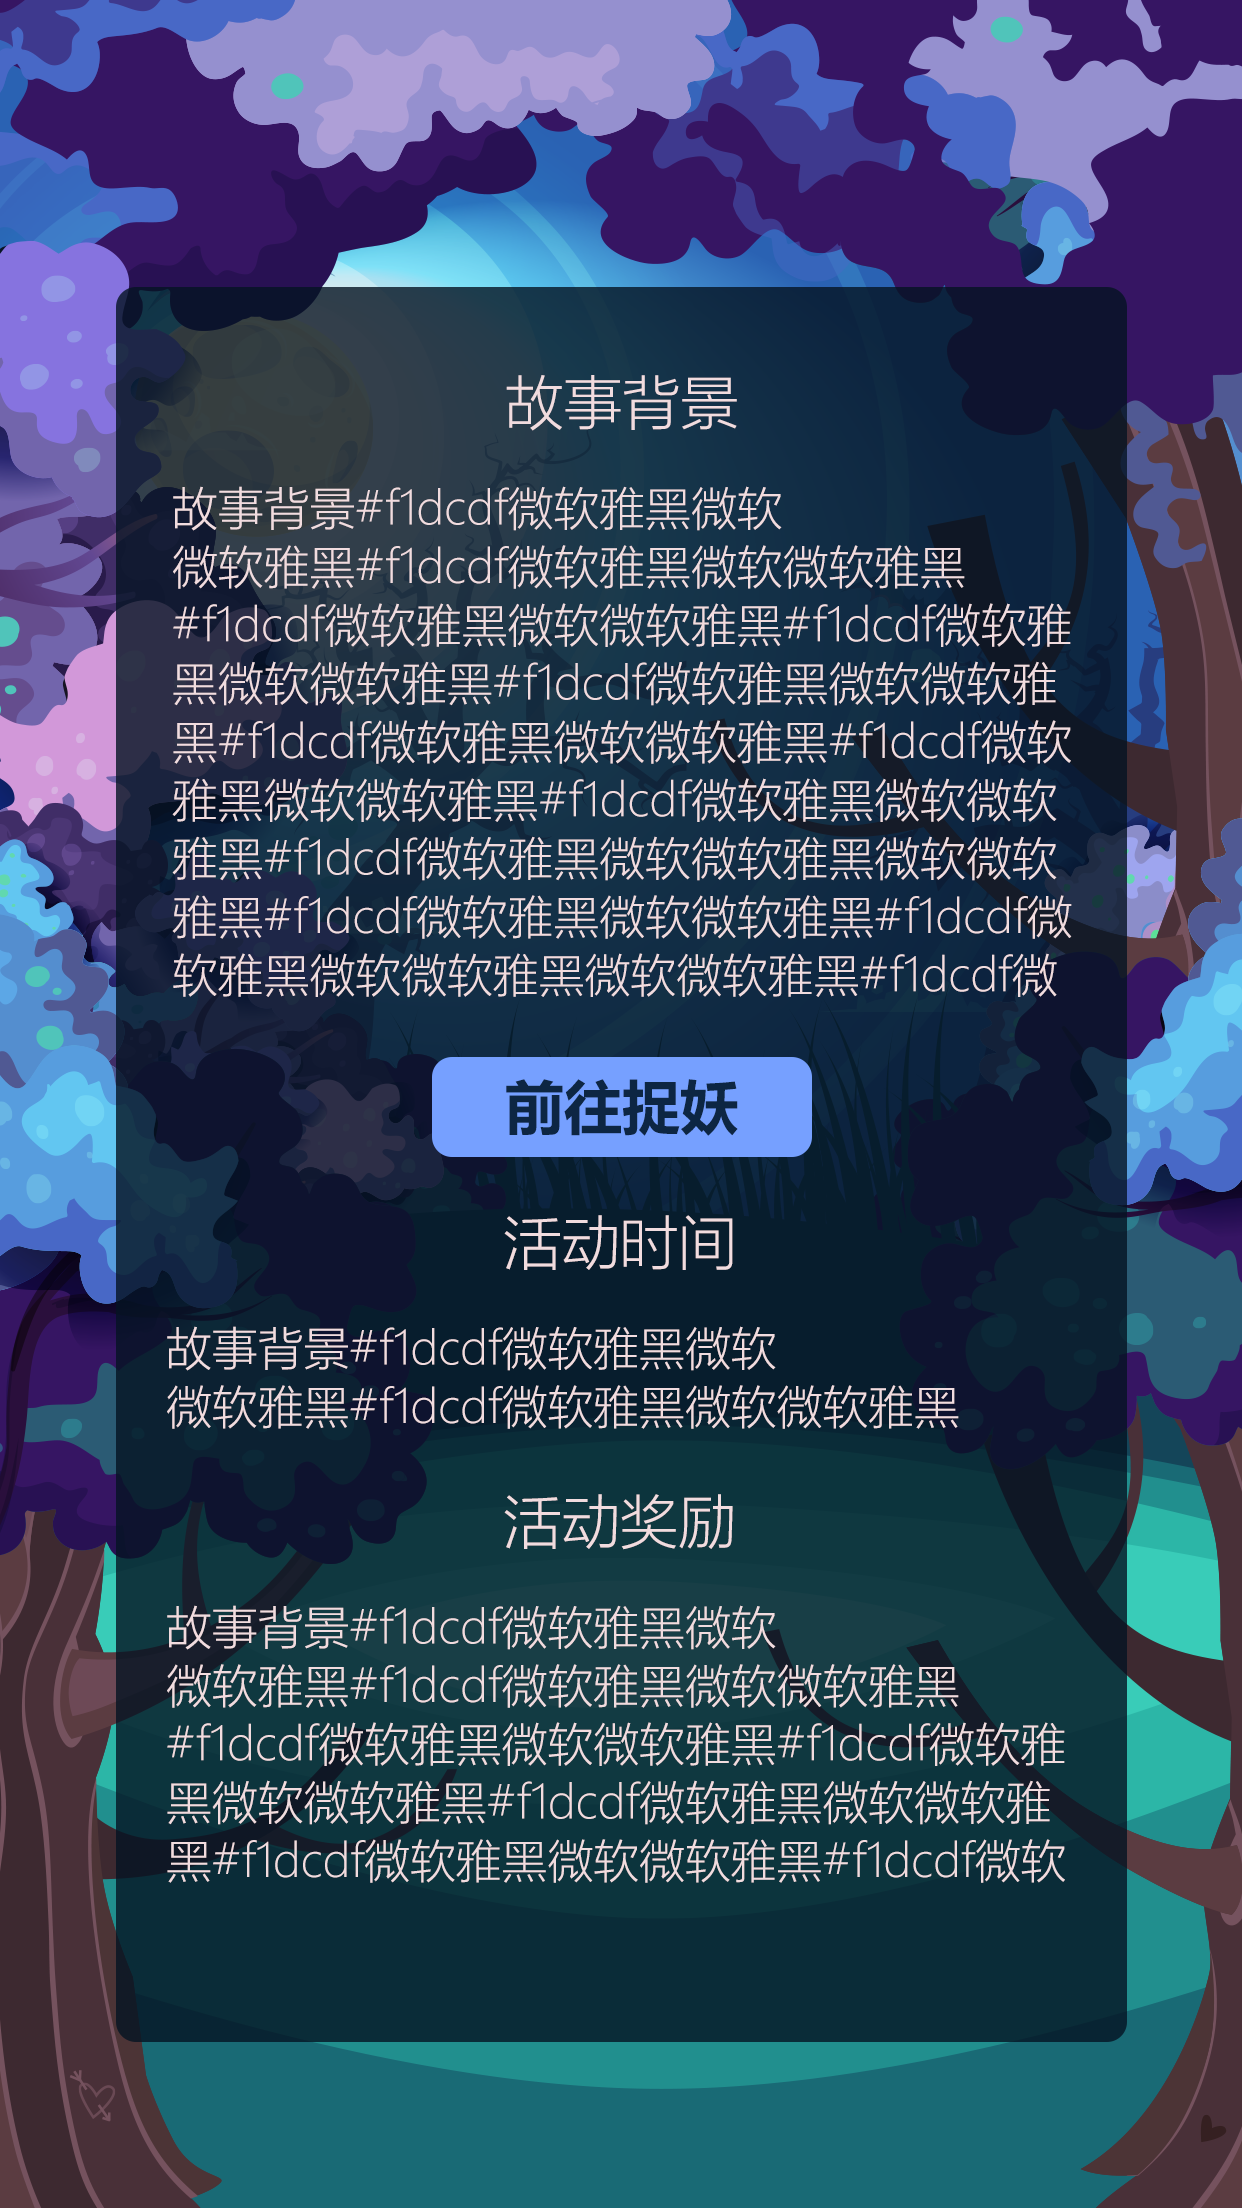 故事背景
故事背景#f1dcdf微软雅黑微软
微软雅黑#f1dcdf微软雅黑微软微软雅黑
#f1dcdf微软雅黑微软微软雅黑#f1dcdf微软雅
黑微软微软雅黑#f1dcdf微软雅黑微软微软雅
黑#f1dcdf微软雅黑微软微软雅黑#f1dcdf微软
雅黑微软微软雅黑#f1dcdf微软雅黑微软微软
雅黑#f1dcdf微软雅黑微软微软雅黑微软微软
雅黑#f1dcdf微软雅黑微软微软雅黑#f1dcdf微
软雅黑微软微软雅黑微软微软雅黑#f1dcdf微
前往捉妖
活动时间
故事背景#f1dcdf微软雅黑微软
微软雅黑#f1dcdf微软雅黑微软微软雅黑
活动奖励
故事背景#f1dcdf微软雅黑微软
微软雅黑#f1dcdf微软雅黑微软微软雅黑
#f1dcdf微软雅黑微软微软雅黑#f1dcdf微软雅
黑微软微软雅黑#f1dcdf微软雅黑微软微软雅
黑#f1dcdf微软雅黑微软微软雅黑#f1dcdf微软